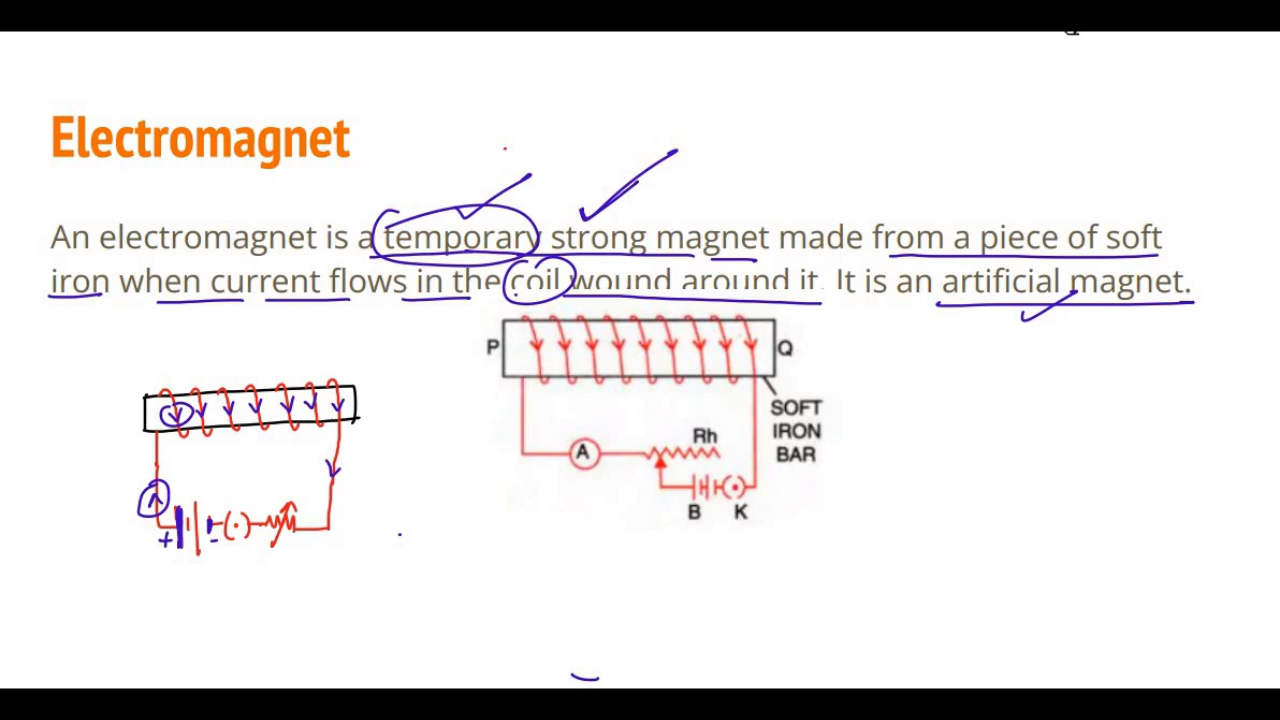 Electromagnet
An electromagnet is a temporary strong magnet made from a piece of soft
iron when current flows in the coil wound around it. It is an artificial magnet.
P
Q
SOFT
IRON
BAR
A
Rh
B K
+ -